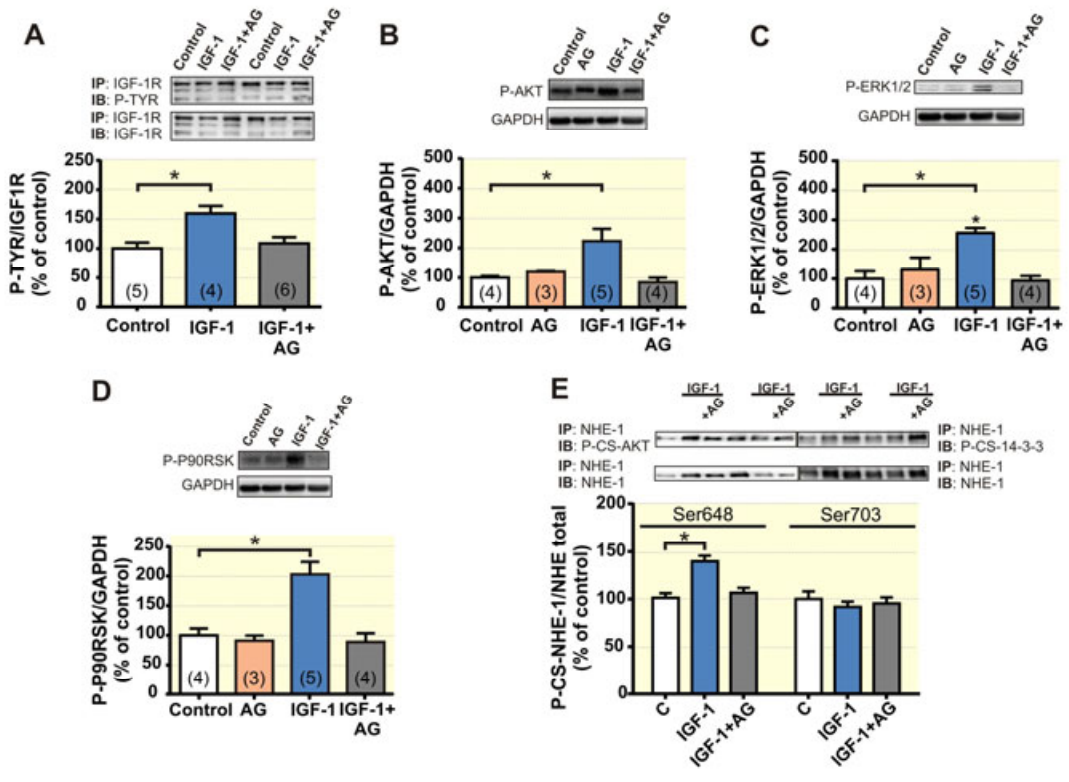 A
Control
IGF-1
IGF-1+AG
Control
IGF-1
IGF-1+AG
IP: IGF-1R
IB: P-TYR
IP: IGF-1R
IB: IGF-1R
P-TYR/IGF1R
(% of control)
250
200
150
100
50
0
*
(5)
(4)
(6)
Control
IGF-1
IGF-1+
AG
B
Control
AG
IGF-1
IGF-1+AG
P-AKT
GAPDH
P-AKT/GAPDH
(% of control)
500
400
300
200
100
0
*
(4)
(3)
(5)
(4)
Control
AG
IGF-1
IGF-1+
AG
C
Control
AG
IGF-1
IGF-1+AG
P-ERK1/2
GAPDH
P-ERK1/2/GAPDH
(% of control)
500
400
300
200
100
0
*
*
(4)
(3)
(5)
(4)
Control
AG
IGF-1
IGF-1+
AG
D
Control
AG
IGF-1
IGF-1+AG
P-P90RSK
GAPDH
P-P90RSK/GAPDH
(% of control)
250
200
150
100
50
0
*
(4)
(3)
(5)
(4)
Control
AG
IGF-1
IGF-1+
AG
E
IGF-1
+AG
IGF-1
+AG
IGF-1
+AG
IGF-1
+AG
IP: NHE-1
IB: P-CS-AKT
IP: NHE-1
IB: NHE-1
IP: NHE-1
IB: P-CS-14-3-3
IP: NHE-1
IB: NHE-1
P-CS-NHE-1/NHE total
(% of control)
200
150
100
50
0
Ser648
Ser703
*
C
IGF-1
IGF-1+AG
C
IGF-1
IGF-1+AG